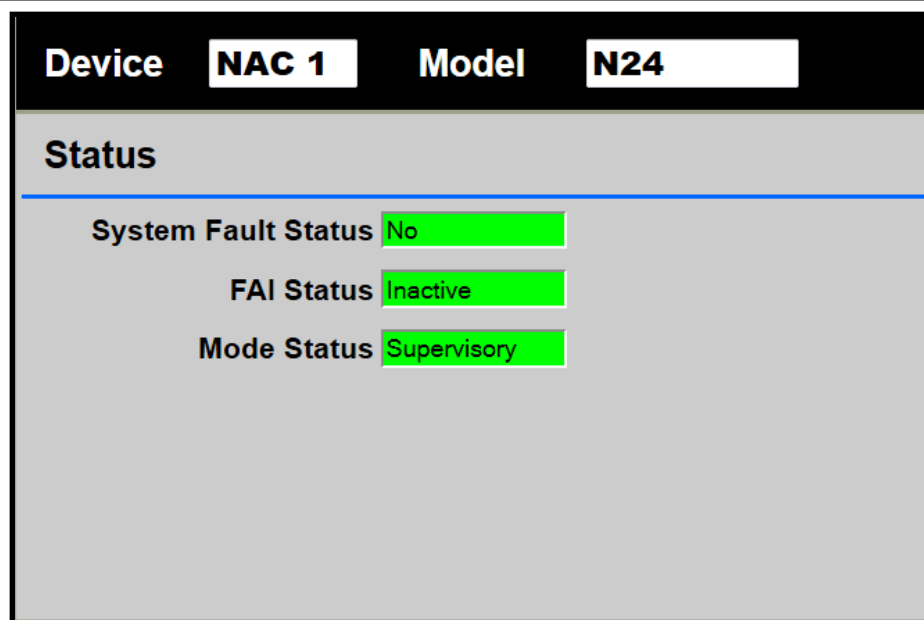 Device NAC 1 Model N24
Status
System Fault Status No
FAI Status Inactive
Mode Status Supervisory